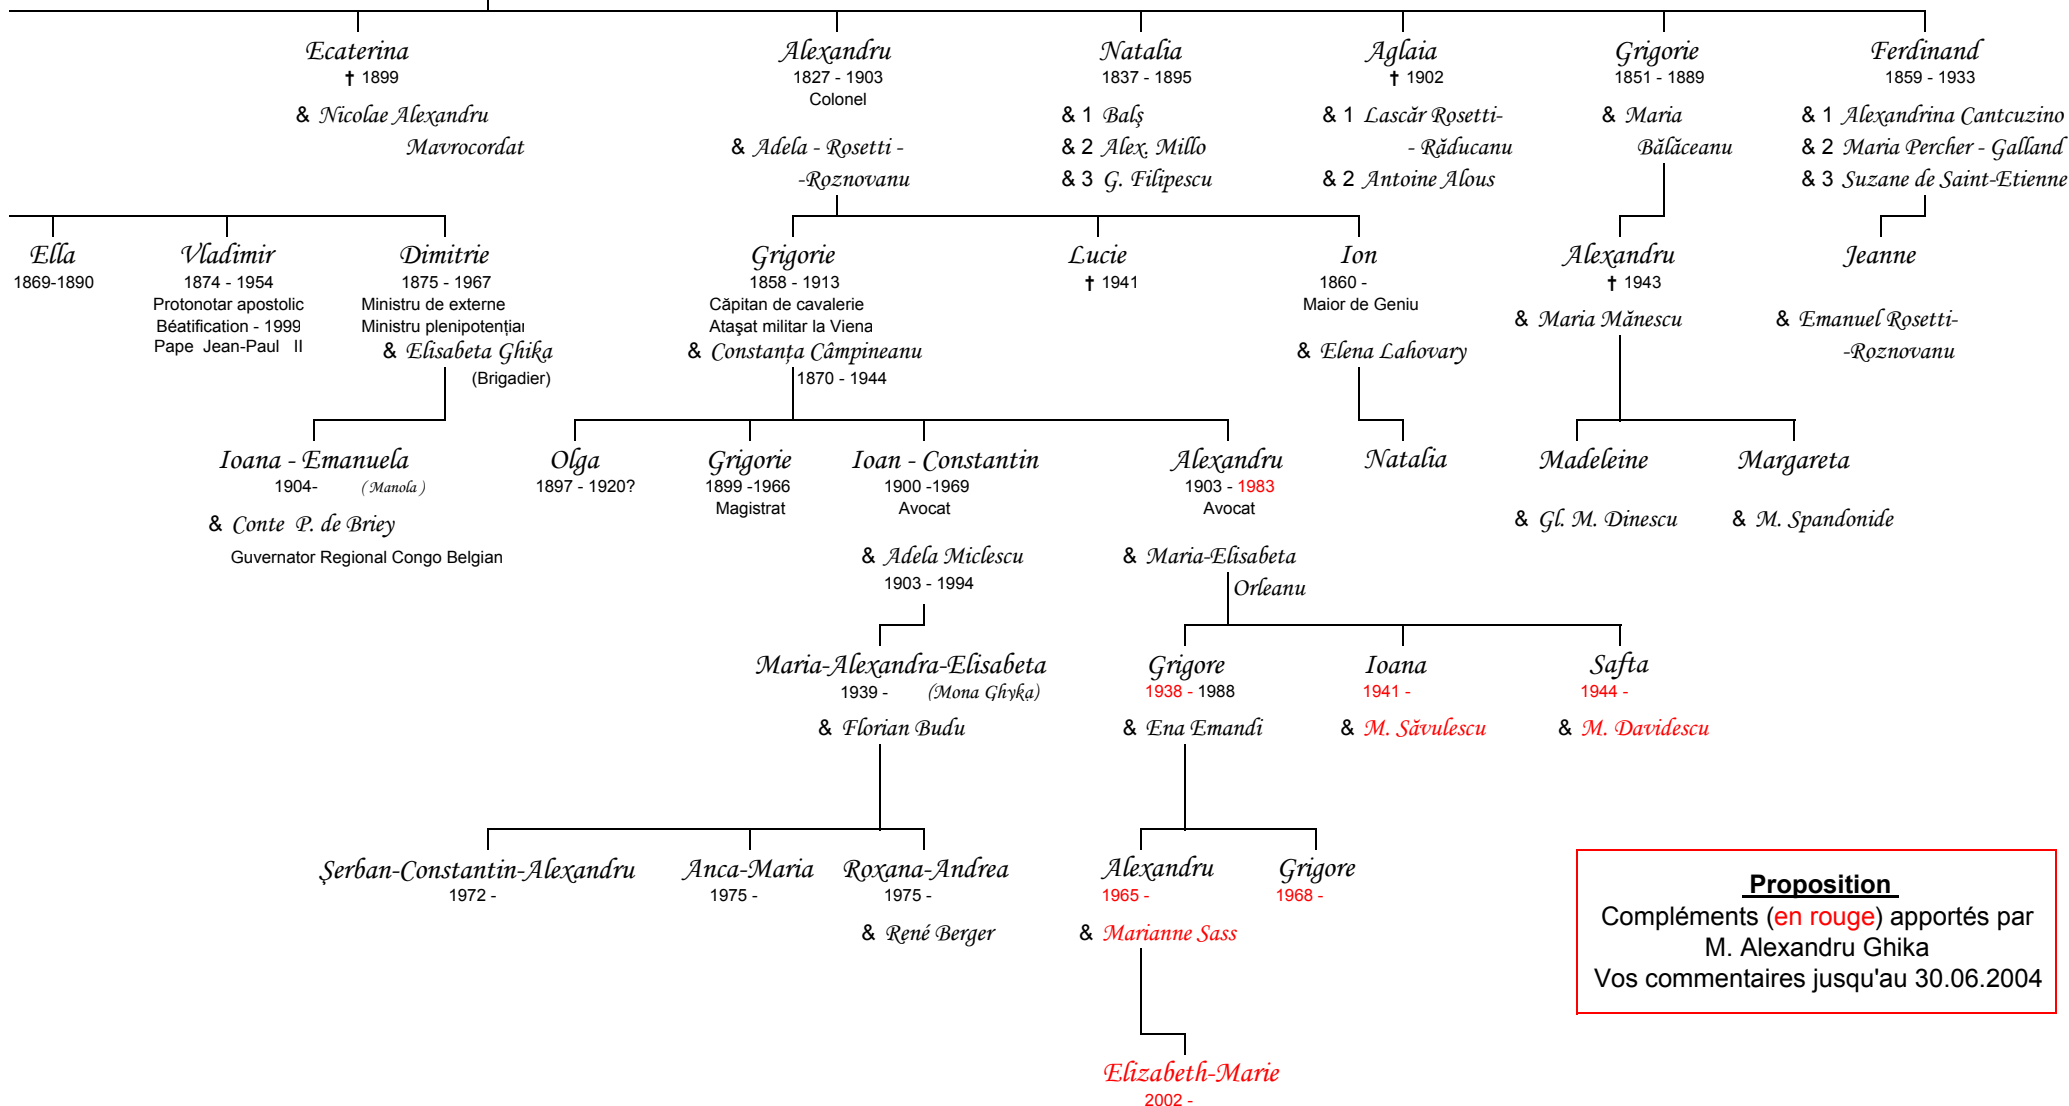 Ecaterina
† 1899
& Nicolae Alexandru
Mavrocordat
Alexandru
1827 - 1903
Colonel
& Adela - Rosetti -
-Roznovanu
Natalia
1837 - 1895
& 1 Balş
& 2 Alex. Millo
& 3 G. Filipescu
Aglaia
† 1902
& 1 Lascăr Rosetti-
- Răducanu
& 2 Antoine Alous
Grigorie
1851 - 1889
& Maria
Bălăceanu
Ferdinand
1859 - 1933
& 1 Alexandrina Cantcuzino
& 2 Maria Percher - Galland
& 3 Suzane de Saint-Etienne
Ella
1869-1890
Vladimir
1874 - 1954
Protonotar apostolic
Béatification - 1999
Pape Jean-Paul II
Dimitrie
1875 - 1967
Ministru de externe
Ministru plenipotenţiar
& Elisabeta Ghika
(Brigadier)
Grigorie
1858 - 1913
Căpitan de cavalerie
Ataşat militar la Viena
& Constanţa Câmpineanu
1870 - 1944
Lucie
† 1941
Ion
1860 -
Maior de Geniu
& Elena Lahovary
Alexandru
† 1943
& Maria Mănescu
Jeanne
& Emanuel Rosetti-
-Roznovanu
Ioana - Emanuela
1904- (Manola)
& Conte P. de Briey
Guvernator Regional Congo Belgian
Olga
1897 - 1920?
Grigorie
1899 -1966
Magistrat
Ioan - Constantin
1900 -1969
Avocat
& Adela Miclescu
1903 - 1994
Alexandru
1903 - 1983
Avocat
& Maria-Elisabeta
Orleanu
Natalia
Madeleine
& Gl. M. Dinescu
Margareta
& M. Spandonide
Maria-Alexandra-Elisabeta
1939 - (Mona Ghyka)
& Florian Budu
Grigore
1938 - 1988
& Ena Emandi
Ioana
1941 -
& M. Săvulescu
Safta
1944 -
& M. Davidescu
Şerban-Constantin-Alexandru
1972 -
Anca-Maria
1975 -
Roxana-Andrea
1975 -
& René Berger
Alexandru
1965 -
& Marianne Sass
Grigore
1968 -
Elizabeth-Marie
2002 -
Proposition
Compléments (en rouge) apportés par
M. Alexandru Ghika
Vos commentaires jusqu'au 30.06.2004